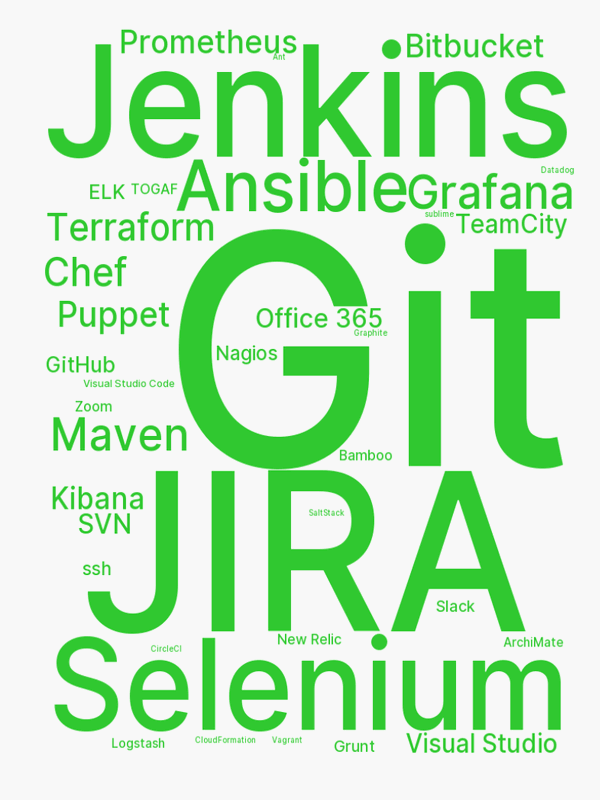 Prometheus
Bitbucket
Ant
Jenkins
Datadog
ELK
TOGAF
Ansible
Grafana
sublime
TeamCity
Terraform
Git
Chef
Puppet
Office 365
Graphite
Nagios
GitHub
Visual Studio Code
Zoom
Maven
Bamboo
JIRA
Kibana
SaltStack
SVN
ssh
Slack
New Relic
ArchiMate
CircleCI
Selenium
Logstash
CloudFormation
Vagrant
Grunt
Visual Studio